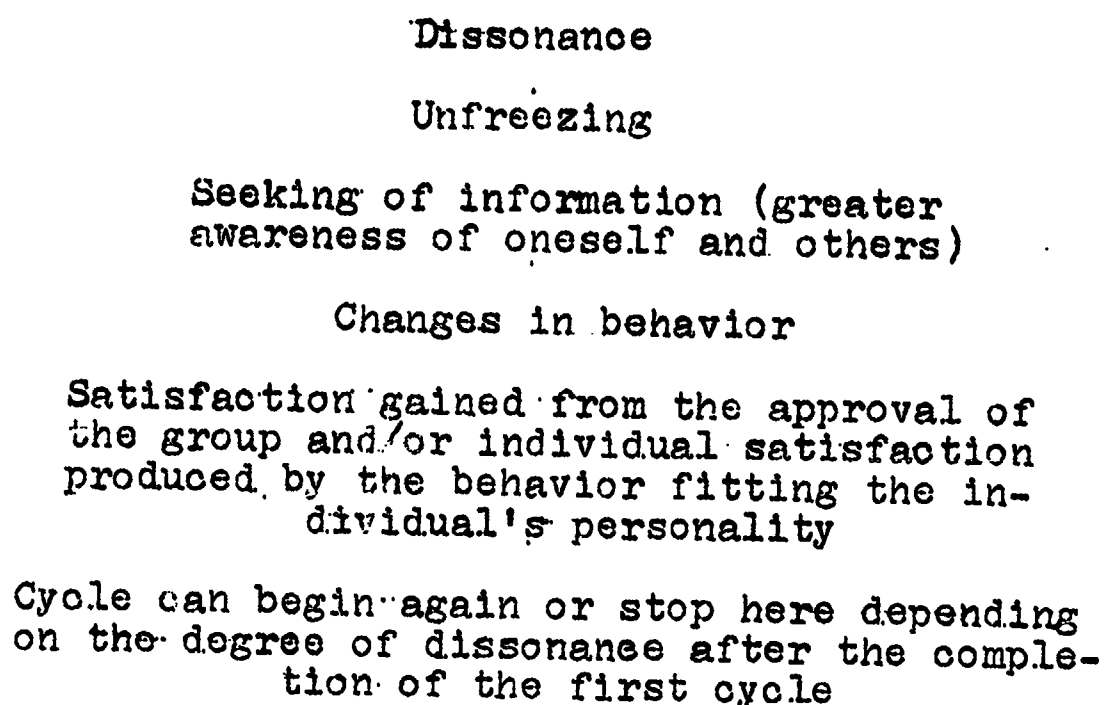 Dissonance
Unfreezing
Seeking of information (greater
awareness of oneself and others)
Changes in behavior
Satisfaction gained from the approval of
the group and/or individual satisfaction
produced by the behavior fitting the in-
dividual's personality
Cycle can begin again or stop here depending
on the degree of dissonance after the comple-
tion of the first cycle